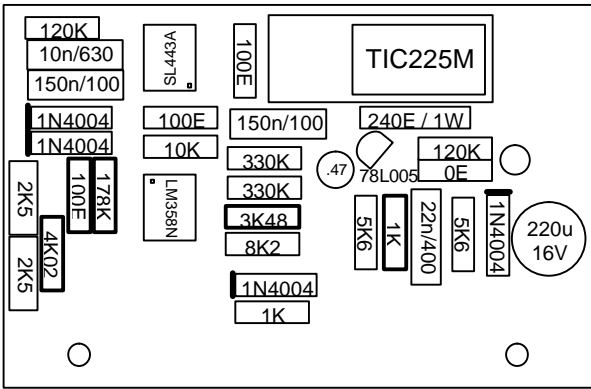 120K
10n/630
150n/100
SL443A
100E
TIC225M
1N4004
1N4004
100E
10K
150n/100
240E / 1W
330K
330K
.47
78L005
120K
0E
2K5
100E
178K
LM358N
3K48
8K2
5K6
1K
22n/400
5K6
1N4004
220u
16V
2K5
4K02
1N4004
1K